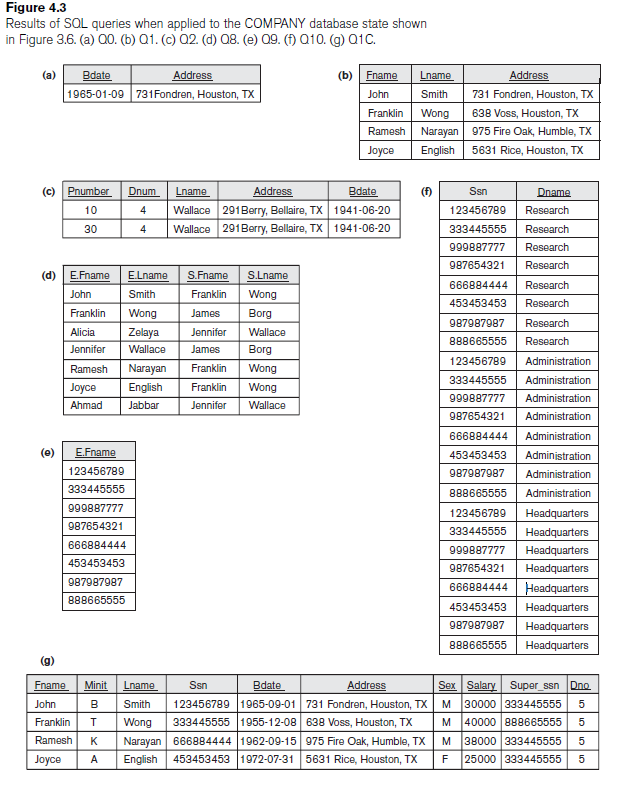 Figure 4.3
Results of SQL queries when applied to the COMPANY database state shown
in Figure 3.6. (a) Q0. (b) Q1. (c) Q2. (d) Q8. (e) Q9. (f) Q10. (g) Q1C.
(a)
Bdate Address
1965-01-09 731Fondren, Houston, TX
(b)
Fname Lname Address
John Smith 731 Fondren, Houston, TX
Franklin Wong 638 Voss, Houston, TX
Ramesh Narayan 975 Fire Oak, Humble, TX
Joyce English 5631 Rice, Houston, TX
(c)
Pnumber Dnum Lname Address Bdate
10 4 Wallace 291Berry, Bellaire, TX 1941-06-20
30 4 Wallace 291Berry, Bellaire, TX 1941-06-20
(d)
E.Fname E.Lname S.Fname S.Lname
John Smith Franklin Wong
Franklin Wong James Borg
Alicia Zelaya Jennifer Wallace
Jennifer Wallace James Borg
Ramesh Narayan Franklin Wong
Joyce English Franklin Wong
Ahmad Jabbar Jennifer Wallace
(e)
E.Fname
123456789
333445555
999887777
987654321
666884444
453453453
987987987
888665555
(f)
Ssn Dname
123456789 Research
333445555 Research
999887777 Research
987654321 Research
666884444 Research
453453453 Research
987987987 Research
888665555 Research
123456789 Administration
333445555 Administration
999887777 Administration
987654321 Administration
666884444 Administration
453453453 Administration
987987987 Administration
888665555 Administration
123456789 Headquarters
333445555 Headquarters
999887777 Headquarters
987654321 Headquarters
666884444 Headquarters
453453453 Headquarters
987987987 Headquarters
888665555 Headquarters
(g)
Fname Minit Lname Ssn Bdate Address Sex Salary Super_ssn Dno
John B Smith 123456789 1965-09-01 731 Fondren, Houston, TX M 30000 333445555 5
Franklin T Wong 333445555 1955-12-08 638 Voss, Houston, TX M 40000 888665555 5
Ramesh K Narayan 666884444 1962-09-15 975 Fire Oak, Humble, TX M 38000 333445555 5
Joyce A English 453453453 1972-07-31 5631 Rice, Houston, TX F 25000 333445555 5